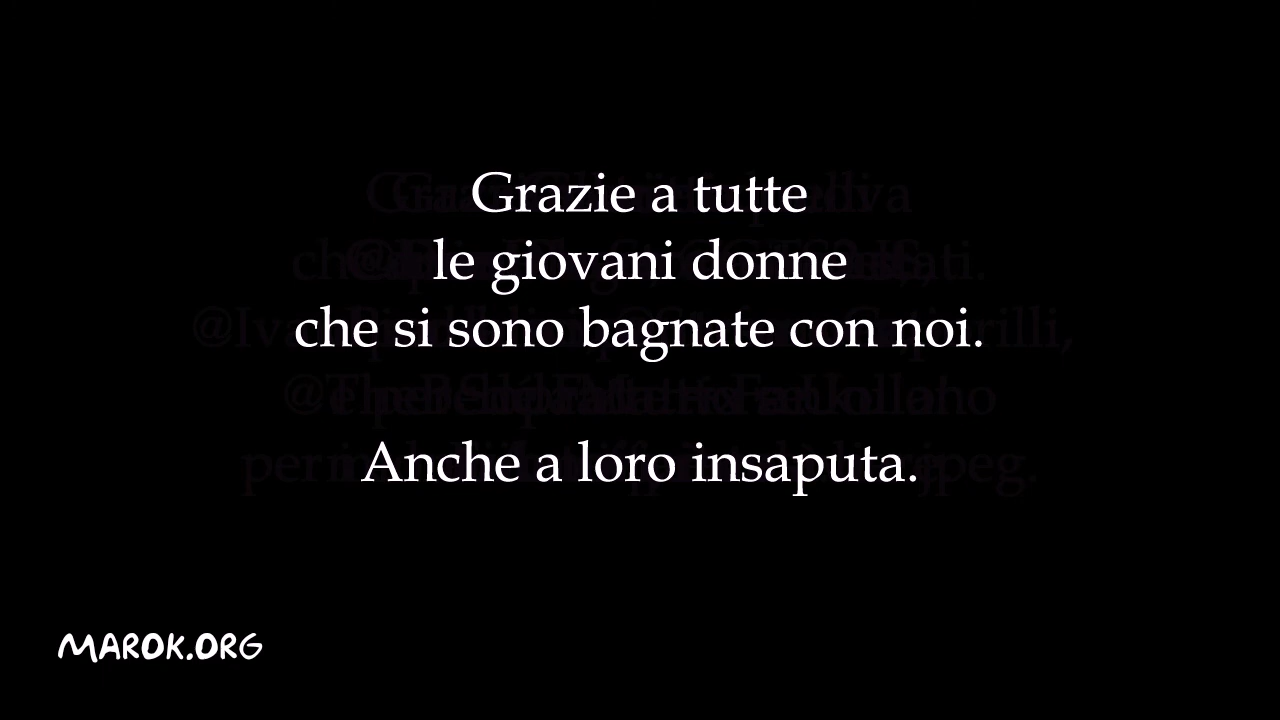 Grazie a tutte
le giovani donne
che si sono bagnate con noi.
Anche a loro insaputa.
MAROK.ORG